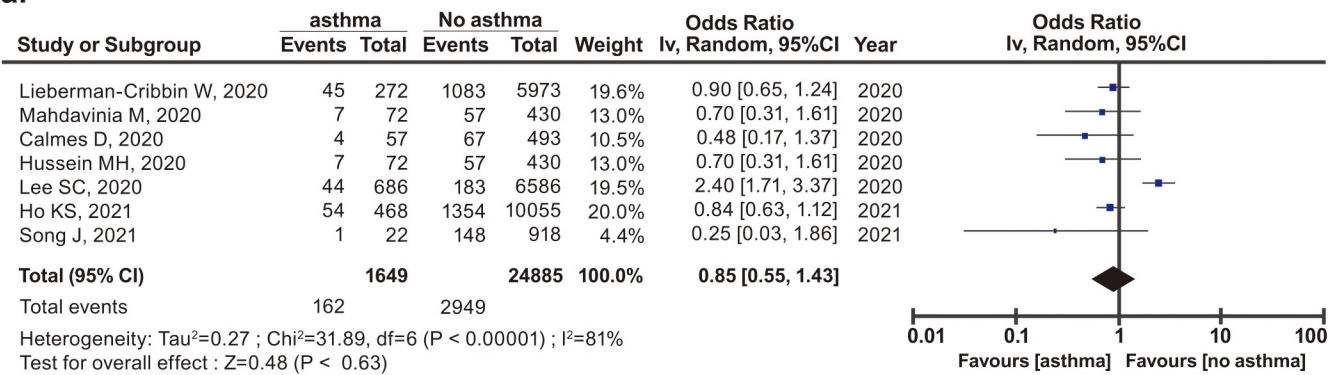 asthma No asthma Odds Ratio Odds Ratio
Study or Subgroup Events Total Events Total Weight Iv, Random, 95%CI Year Iv, Random, 95%CI
Lieberman-Cribbin W, 2020 45 272 1083 5973 19.6% 0.90 [0.65, 1.24] 2020
Mahdavinia M, 2020 7 72 57 430 13.0% 0.70 [0.31, 1.61] 2020
Calmes D, 2020 4 57 67 493 10.5% 0.48 [0.17, 1.37] 2020
Hussein MH, 2020 7 72 57 430 13.0% 0.70 [0.31, 1.61] 2020
Lee SC, 2020 44 686 183 6586 19.5% 2.40 [1.71, 3.37] 2020
Ho KS, 2021 54 468 1354 10055 20.0% 0.84 [0.63, 1.12] 2021
Song J, 2021 1 22 148 918 4.4% 0.25 [0.03, 1.86] 2021
Total (95% CI) 1649 24885 100.0% 0.85 [0.55, 1.43]
Total events 162 2949
Heterogeneity: Tau²=0.27 ; Chi²=31.89, df=6 (P < 0.00001) ; I²=81%
Test for overall effect : Z=0.48 (P < 0.63)
0.01 0.1 1 10 100
Favours [asthma] Favours [no asthma]